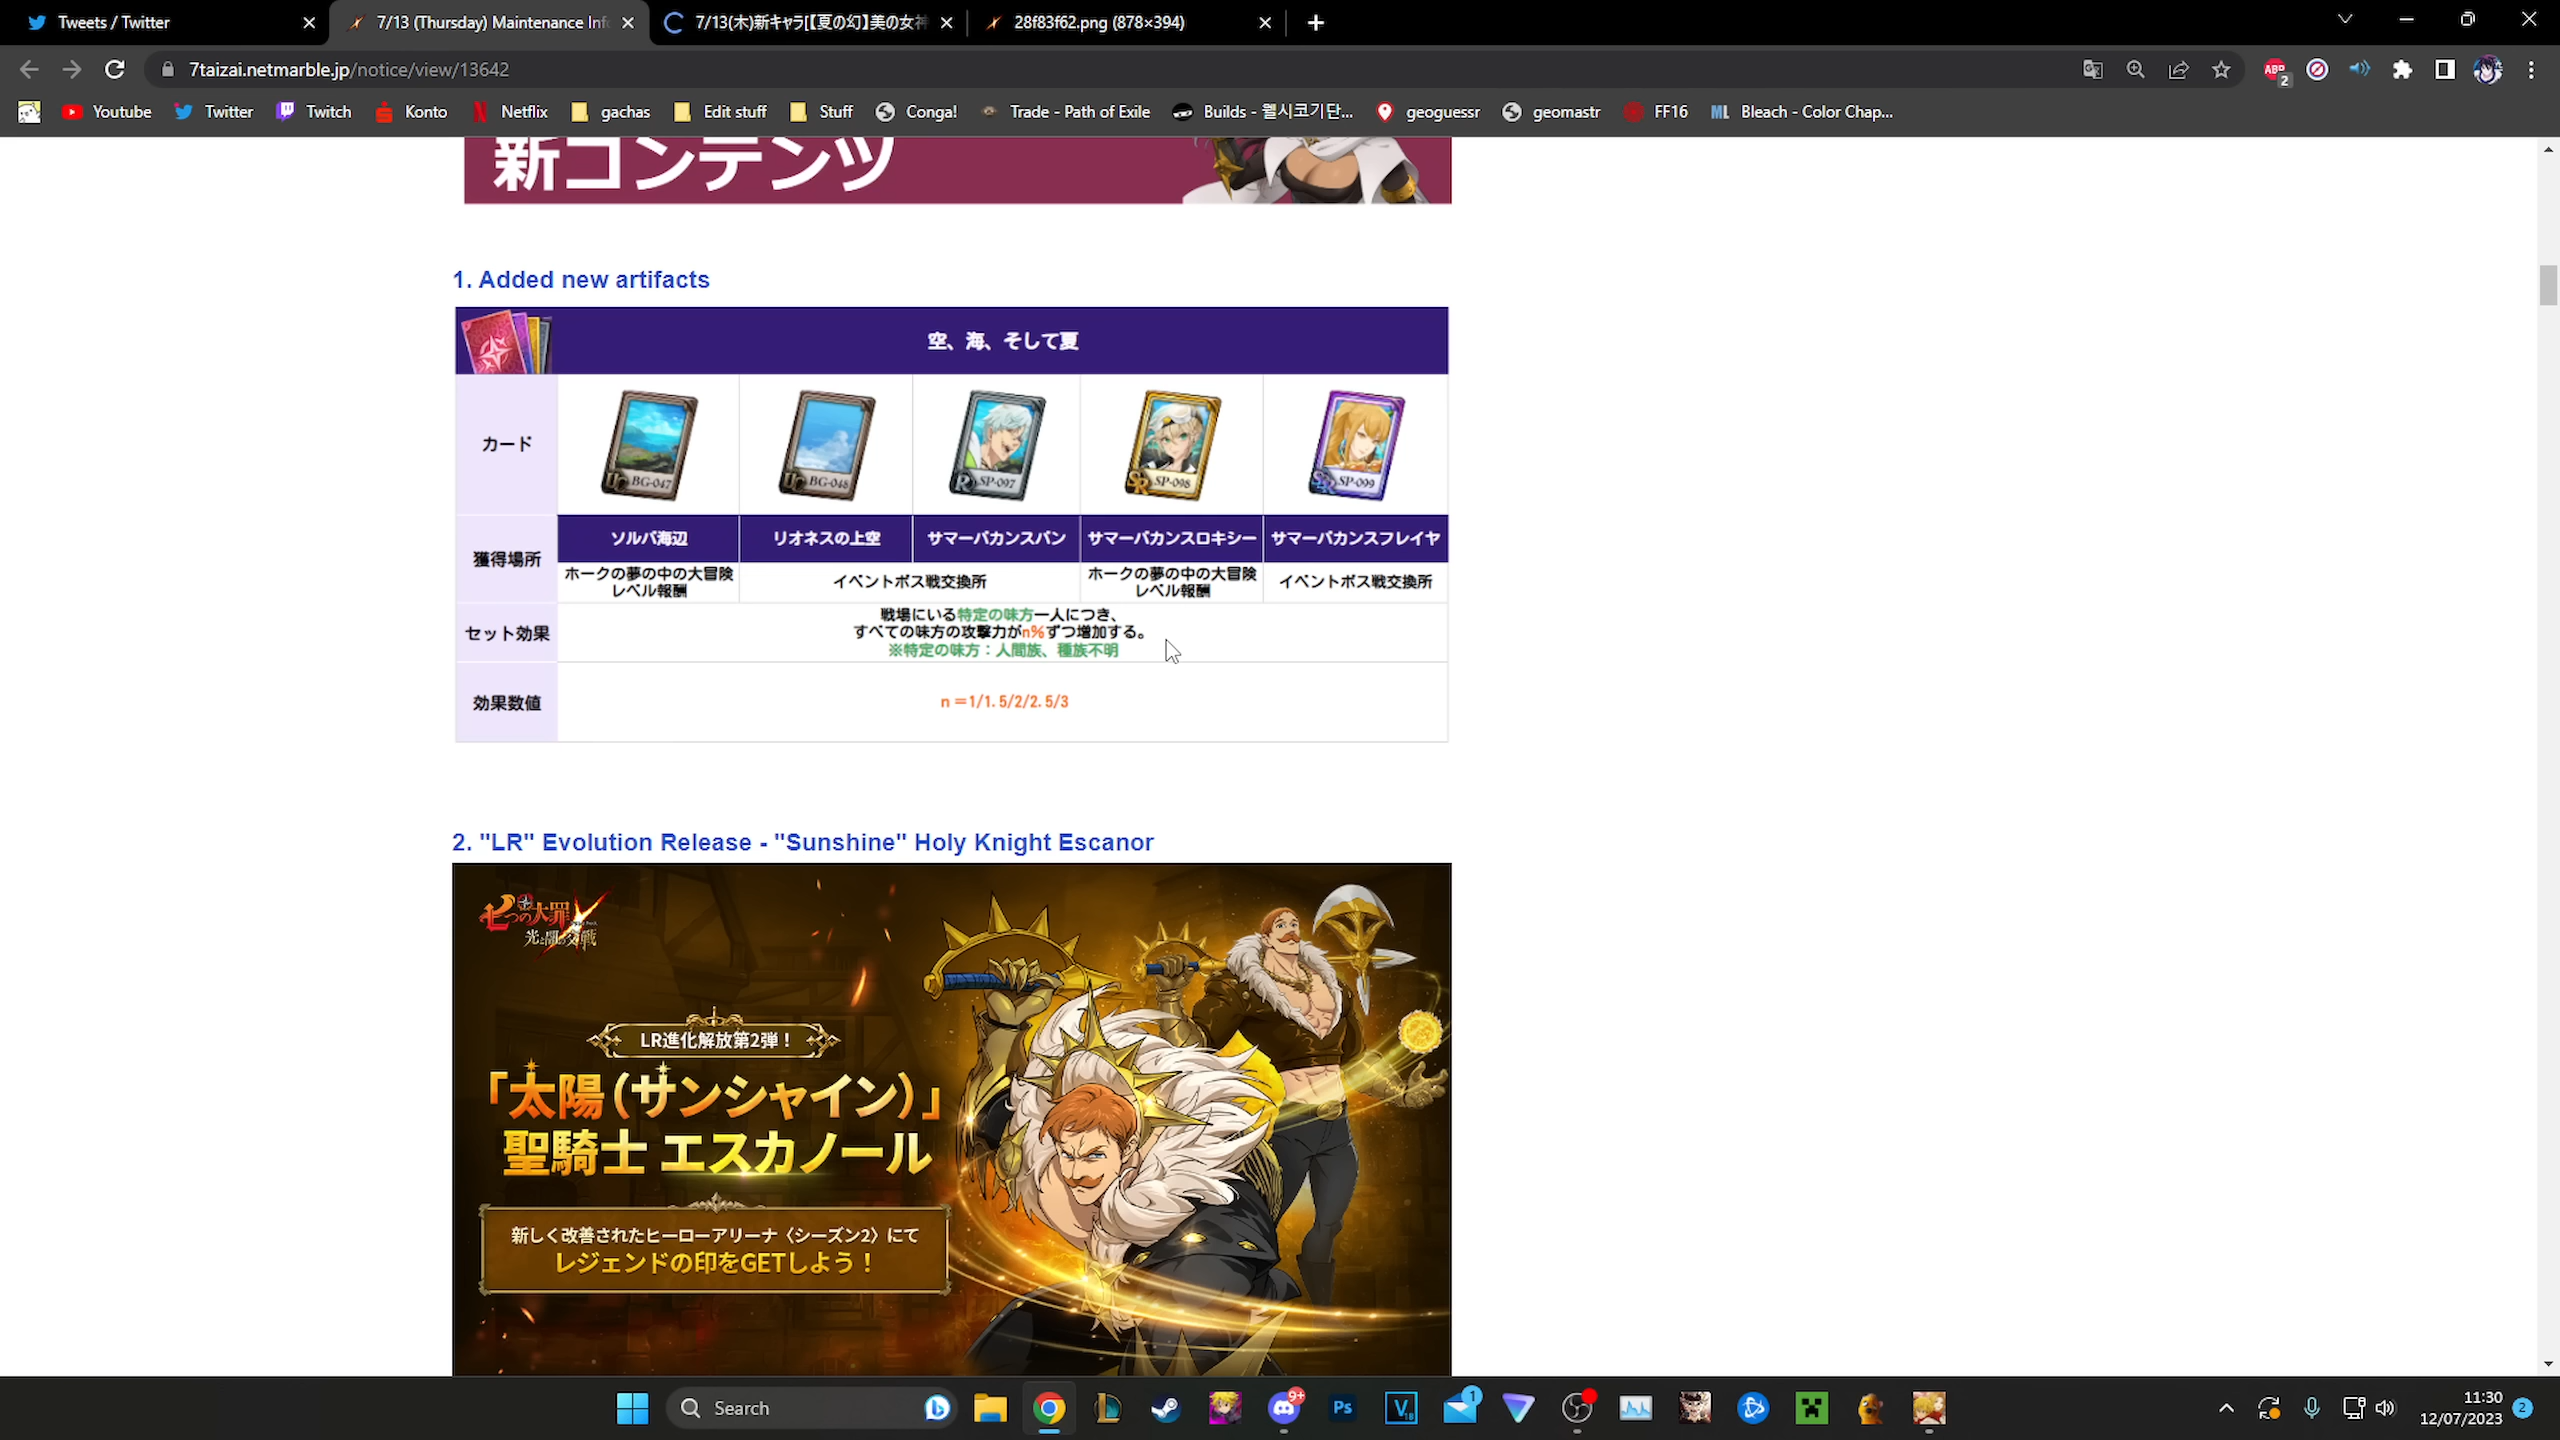 Tweets / Twitter
7/13 (Thursday) Maintenance Info
7/13(木)新キャラ[【夏の幻】美の女神
28f83f62.png (878×394)
7taizai.netmarble.jp/notice/view/13642
ABP
2
Youtube
Twitter
Twitch
Konto
Netflix
gachas
Edit stuff
Stuff
Conga!
Trade - Path of Exile
Builds - 웰시코기단...
geoguessr
geomastr
FF16
ML
Bleach - Color Chap...
新コンテンツ
1. Added new artifacts
空、海、そして夏
カード
UC BG-047
UC BG-048
R SP-097
SR SP-098
SSR SP-099
獲得場所
ソルパ海辺
リオネスの上空
サマーバカンスバン
サマーバカンスロキシー
サマーバカンスフレイヤ
ホークの夢の中の大冒険
レベル報酬
イベントボス戦交換所
ホークの夢の中の大冒険
レベル報酬
イベントボス戦交換所
セット効果
戦場にいる特定の味方一人につき、
すべての味方の攻撃力がn%ずつ増加する。
※特定の味方：人間族、種族不明
効果数値
n＝1/1.5/2/2.5/3
2. "LR" Evolution Release - "Sunshine" Holy Knight Escanor
七つの大罪
光と闇の交戦
LR進化解放第2弾！
「太陽（サンシャイン）」
聖騎士 エスカノール
新しく改善されたヒーローアリーナ〈シーズン2〉にて
レジェンドの印をGETしよう！
Search
9+
Ps
V
18
1
11:30
12/07/2023
2